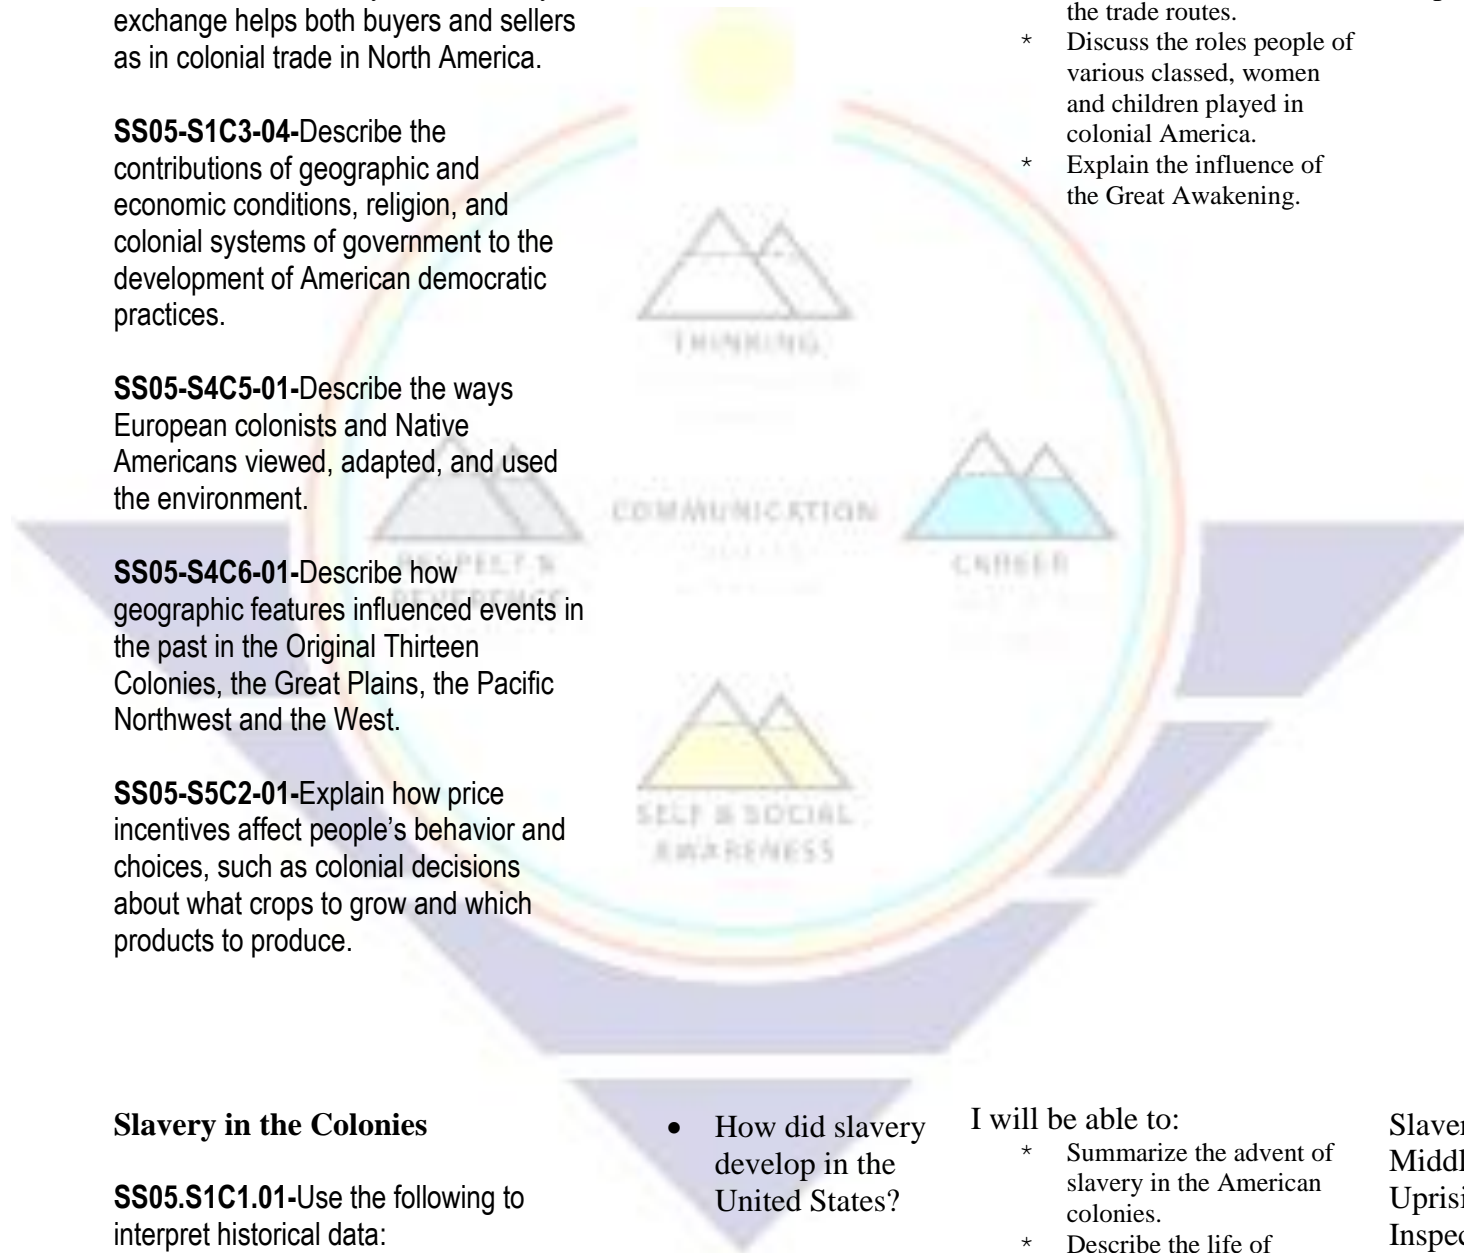 exchange helps both buyers and sellers
as in colonial trade in North America.
SS05-S1C3-04-Describe the
contributions of geographic and
economic conditions, religion, and
colonial systems of government to the
development of American democratic
practices.
SS05-S4C5-01-Describe the ways
European colonists and Native
Americans viewed, adapted, and used
the environment.
SS05-S4C6-01-Describe how
geographic features influenced events in
the past in the Original Thirteen
Colonies, the Great Plains, the Pacific
Northwest and the West.
SS05-S5C2-01-Explain how price
incentives affect people's behavior and
choices, such as colonial decisions
about what crops to grow and which
products to produce.
the trade routes.
* Discuss the roles people of
various classed, women
and children played in
colonial America.
* Explain the influence of
the Great Awakening.
THINKING
COMMUNICATION
RESPECT &
REVERENCE
CAREER
SELF & SOCIAL
AWARENESS
Slavery in the Colonies
SS05.S1C1.01-Use the following to
interpret historical data:
• How did slavery
develop in the
United States?
I will be able to:
* Summarize the advent of
slavery in the American
colonies.
* Describe the life of
Slaver
Middl
Uprisi
Inspec